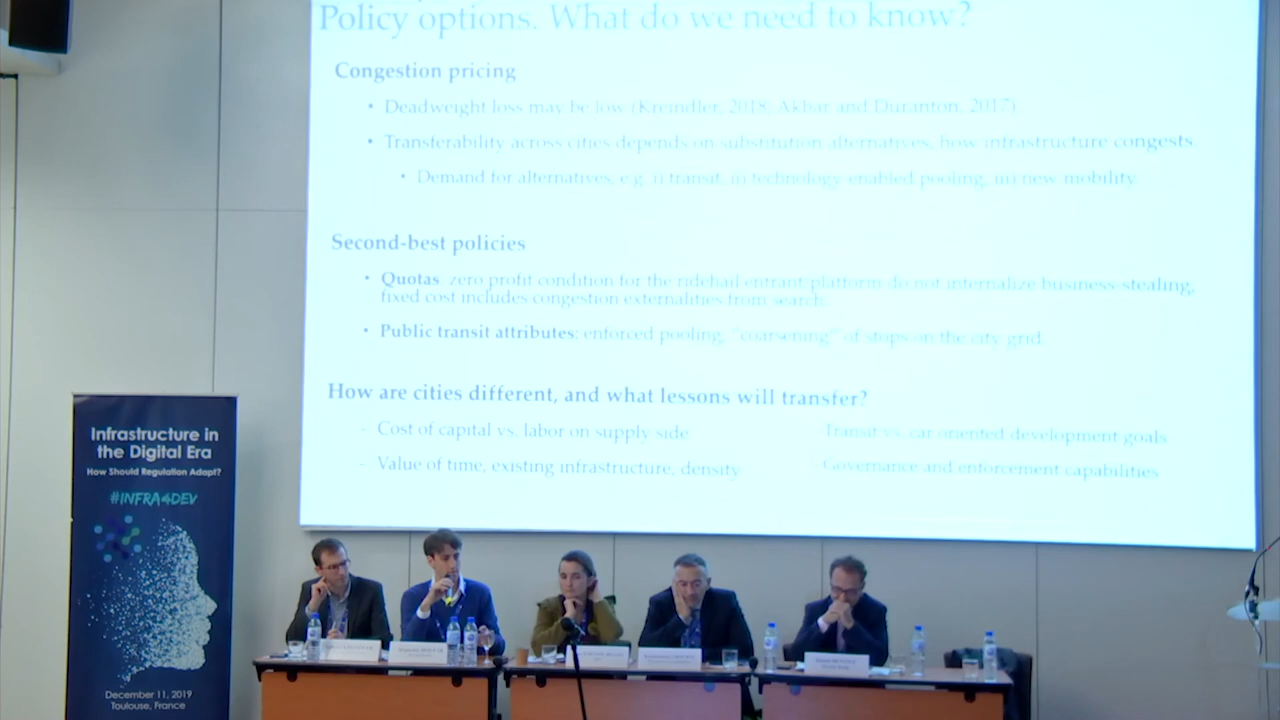 Policy options. What do we need to know?
Congestion pricing
• Deadweight loss may be low (Kreindler, 2018, Akbar and Duranton, 2017).
• Transferability across cities depends on substitution alternatives, how infrastructure congests.
• Demand for alternatives, e.g. i) transit, ii) technology-enabled pooling, iii) new mobility.
Second-best policies
• Quotas: zero profit condition for the ridehail entrant/platform do not internalize business-stealing,
fixed cost includes congestion externalities from search.
• Public transit attributes: enforced pooling, "coarsening" of stops on the city grid.
How are cities different, and what lessons will transfer?
- Cost of capital vs. labor on supply side
- Transit vs. car oriented development goals
- Value of time, existing infrastructure, density
- Governance and enforcement capabilities
Infrastructure in
the Digital Era
How Should Regulation Adapt?
#INFRA4DEV
December 11, 2019
Toulouse, France